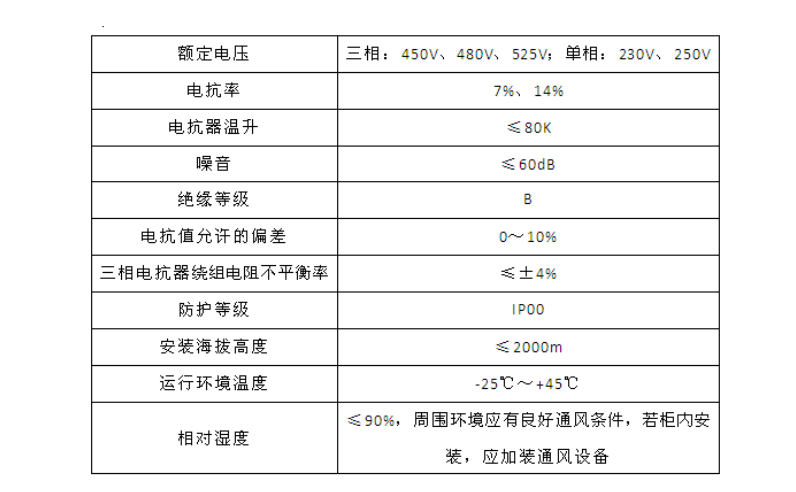 额定电压 三相：450V、480V、525V；单相：230V、250V
电抗率 7%、14%
电抗器温升 ≤80K
噪音 ≤60dB
绝缘等级 B
电抗值允许的偏差 0～10%
三相电抗器绕组电阻不平衡率 ≤±4%
防护等级 IP00
安装海拔高度 ≤2000m
运行环境温度 -25℃～+45℃
相对湿度 ≤90%，周围环境应有良好通风条件，若柜内安
装，应加装通风设备